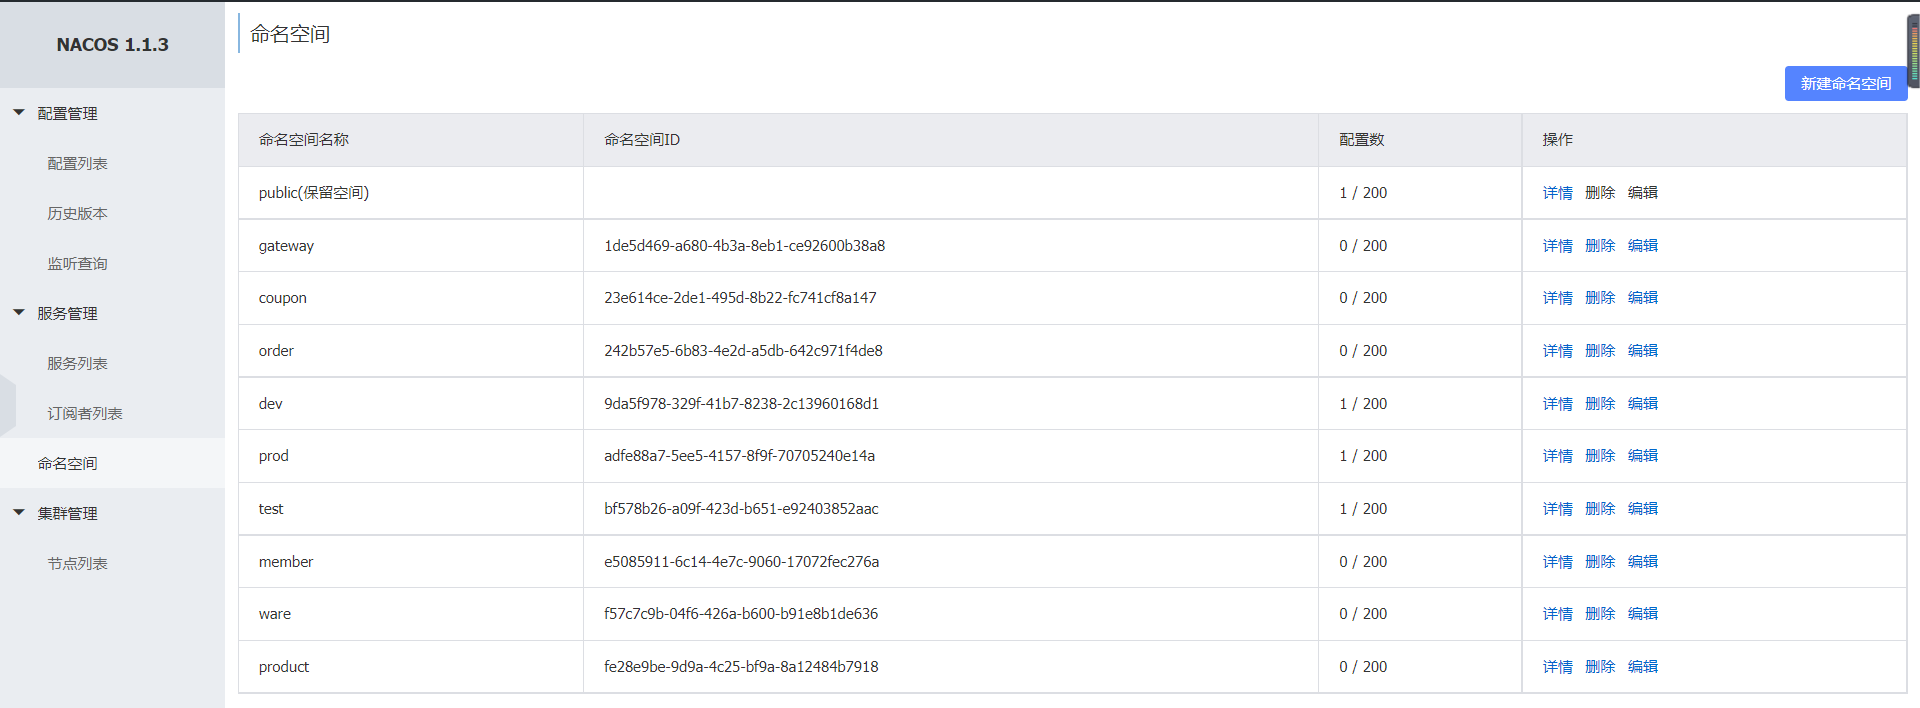 NACOS 1.1.3
配置管理
配置列表
历史版本
监听查询
服务管理
服务列表
订阅者列表
命名空间
集群管理
节点列表
命名空间
新建命名空间
命名空间名称 命名空间ID 配置数 操作
public(保留空间) 1 / 200 详情 删除 编辑
gateway 1de5d469-a680-4b3a-8eb1-ce92600b38a8 0 / 200 详情 删除 编辑
coupon 23e614ce-2de1-495d-8b22-fc741cf8a147 0 / 200 详情 删除 编辑
order 242b57e5-6b83-4e2d-a5db-642c971f4de8 0 / 200 详情 删除 编辑
dev 9da5f978-329f-41b7-8238-2c13960168d1 1 / 200 详情 删除 编辑
prod adfe88a7-5ee5-4157-8f9f-70705240e14a 1 / 200 详情 删除 编辑
test bf578b26-a09f-423d-b651-e92403852aac 1 / 200 详情 删除 编辑
member e5085911-6c14-4e7c-9060-17072fec276a 0 / 200 详情 删除 编辑
ware f57c7c9b-04f6-426a-b600-b91e8b1de636 0 / 200 详情 删除 编辑
product fe28e9be-9d9a-4c25-bf9a-8a12484b7918 0 / 200 详情 删除 编辑